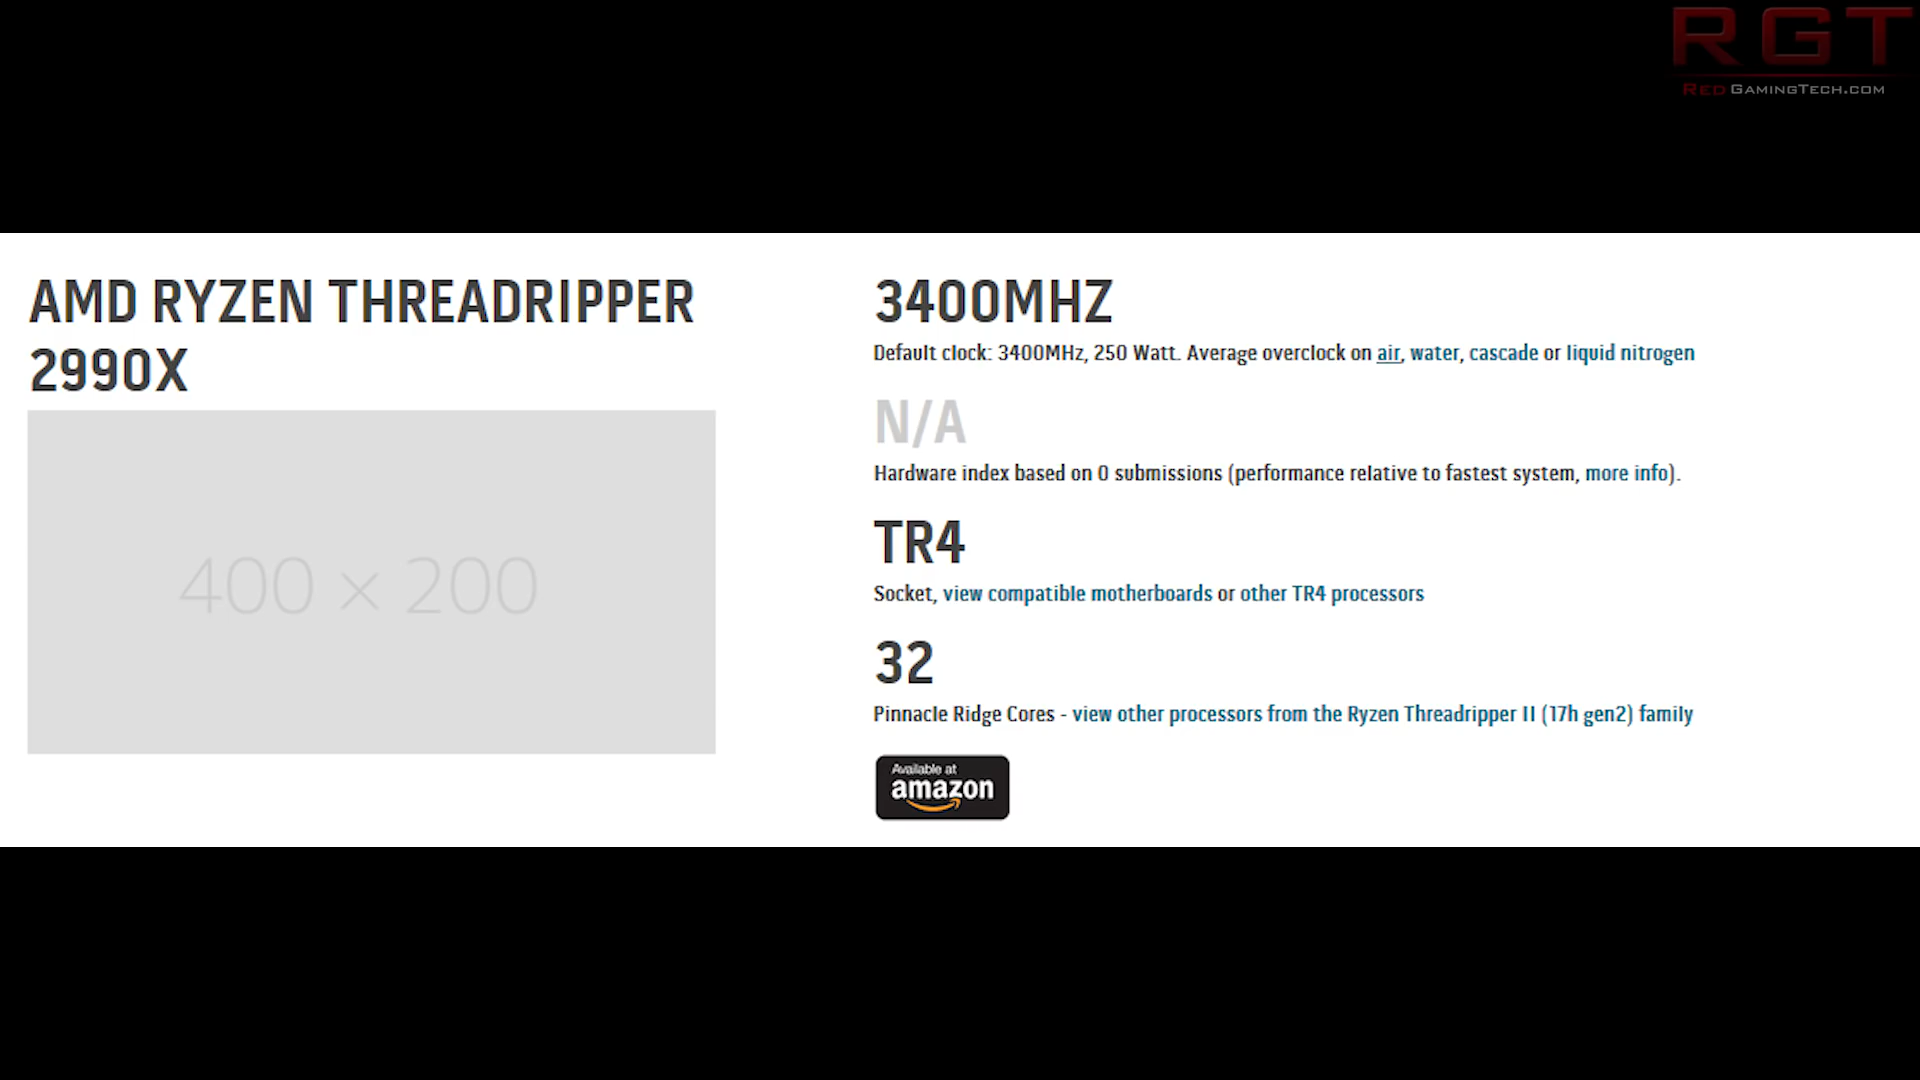 RGT
RED GAMINGTECH.COM
AMD RYZEN THREADRIPPER
2990X
400 × 200
3400MHZ
Default clock: 3400MHz, 250 Watt. Average overclock on air, water, cascade or liquid nitrogen
N/A
Hardware index based on 0 submissions (performance relative to fastest system, more info).
TR4
Socket, view compatible motherboards or other TR4 processors
32
Pinnacle Ridge Cores - view other processors from the Ryzen Threadripper II (17h gen2) family
Available at
amazon